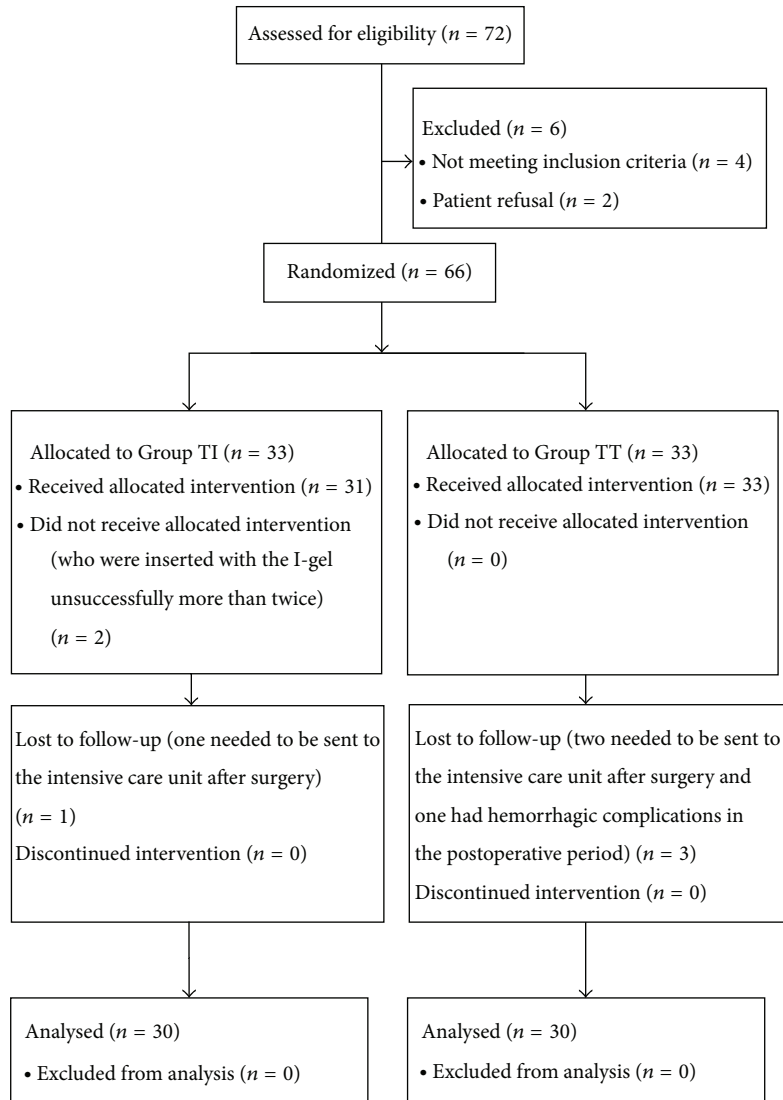 Assessed for eligibility (n = 72)
Excluded (n = 6)
• Not meeting inclusion criteria (n = 4)
• Patient refusal (n = 2)
Randomized (n = 66)
Allocated to Group TI (n = 33)
• Received allocated intervention (n = 31)
• Did not receive allocated intervention
(who were inserted with the I-gel
unsuccessfully more than twice)
(n = 2)
Allocated to Group TT (n = 33)
• Received allocated intervention (n = 33)
• Did not receive allocated intervention
(n = 0)
Lost to follow-up (one needed to be sent to
the intensive care unit after surgery)
(n = 1)
Discontinued intervention (n = 0)
Lost to follow-up (two needed to be sent to
the intensive care unit after surgery and
one had hemorrhagic complications in
the postoperative period) (n = 3)
Discontinued intervention (n = 0)
Analysed (n = 30)
• Excluded from analysis (n = 0)
Analysed (n = 30)
• Excluded from analysis (n = 0)